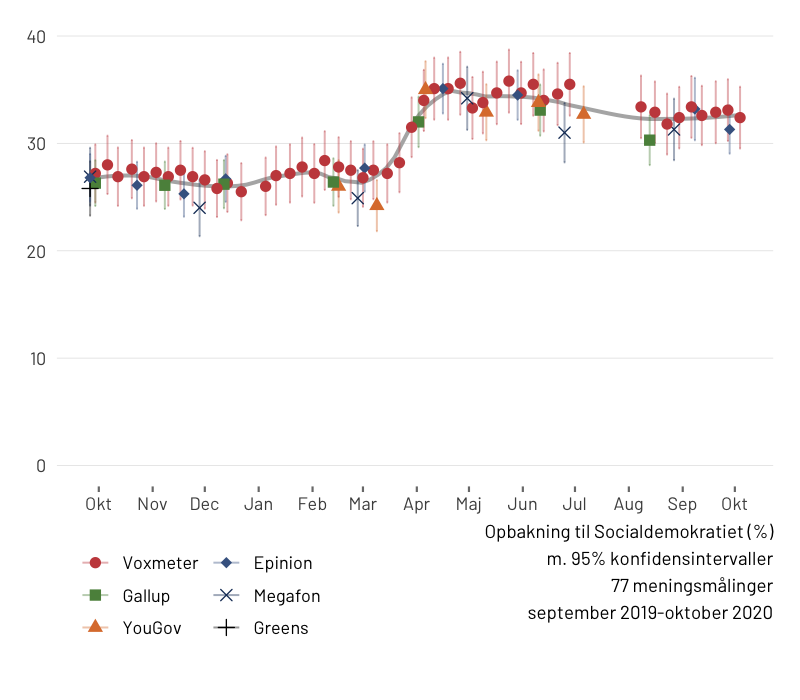 40
30
20
10
0
Okt Nov Dec Jan Feb Mar Apr Maj Jun Jul Aug Sep Okt
Opbakning til Socialdemokratiet (%)
m. 95% konfidensintervaller
77 meningsmålinger
september 2019-oktober 2020
Voxmeter Epinion
Gallup Megafon
YouGov Greens